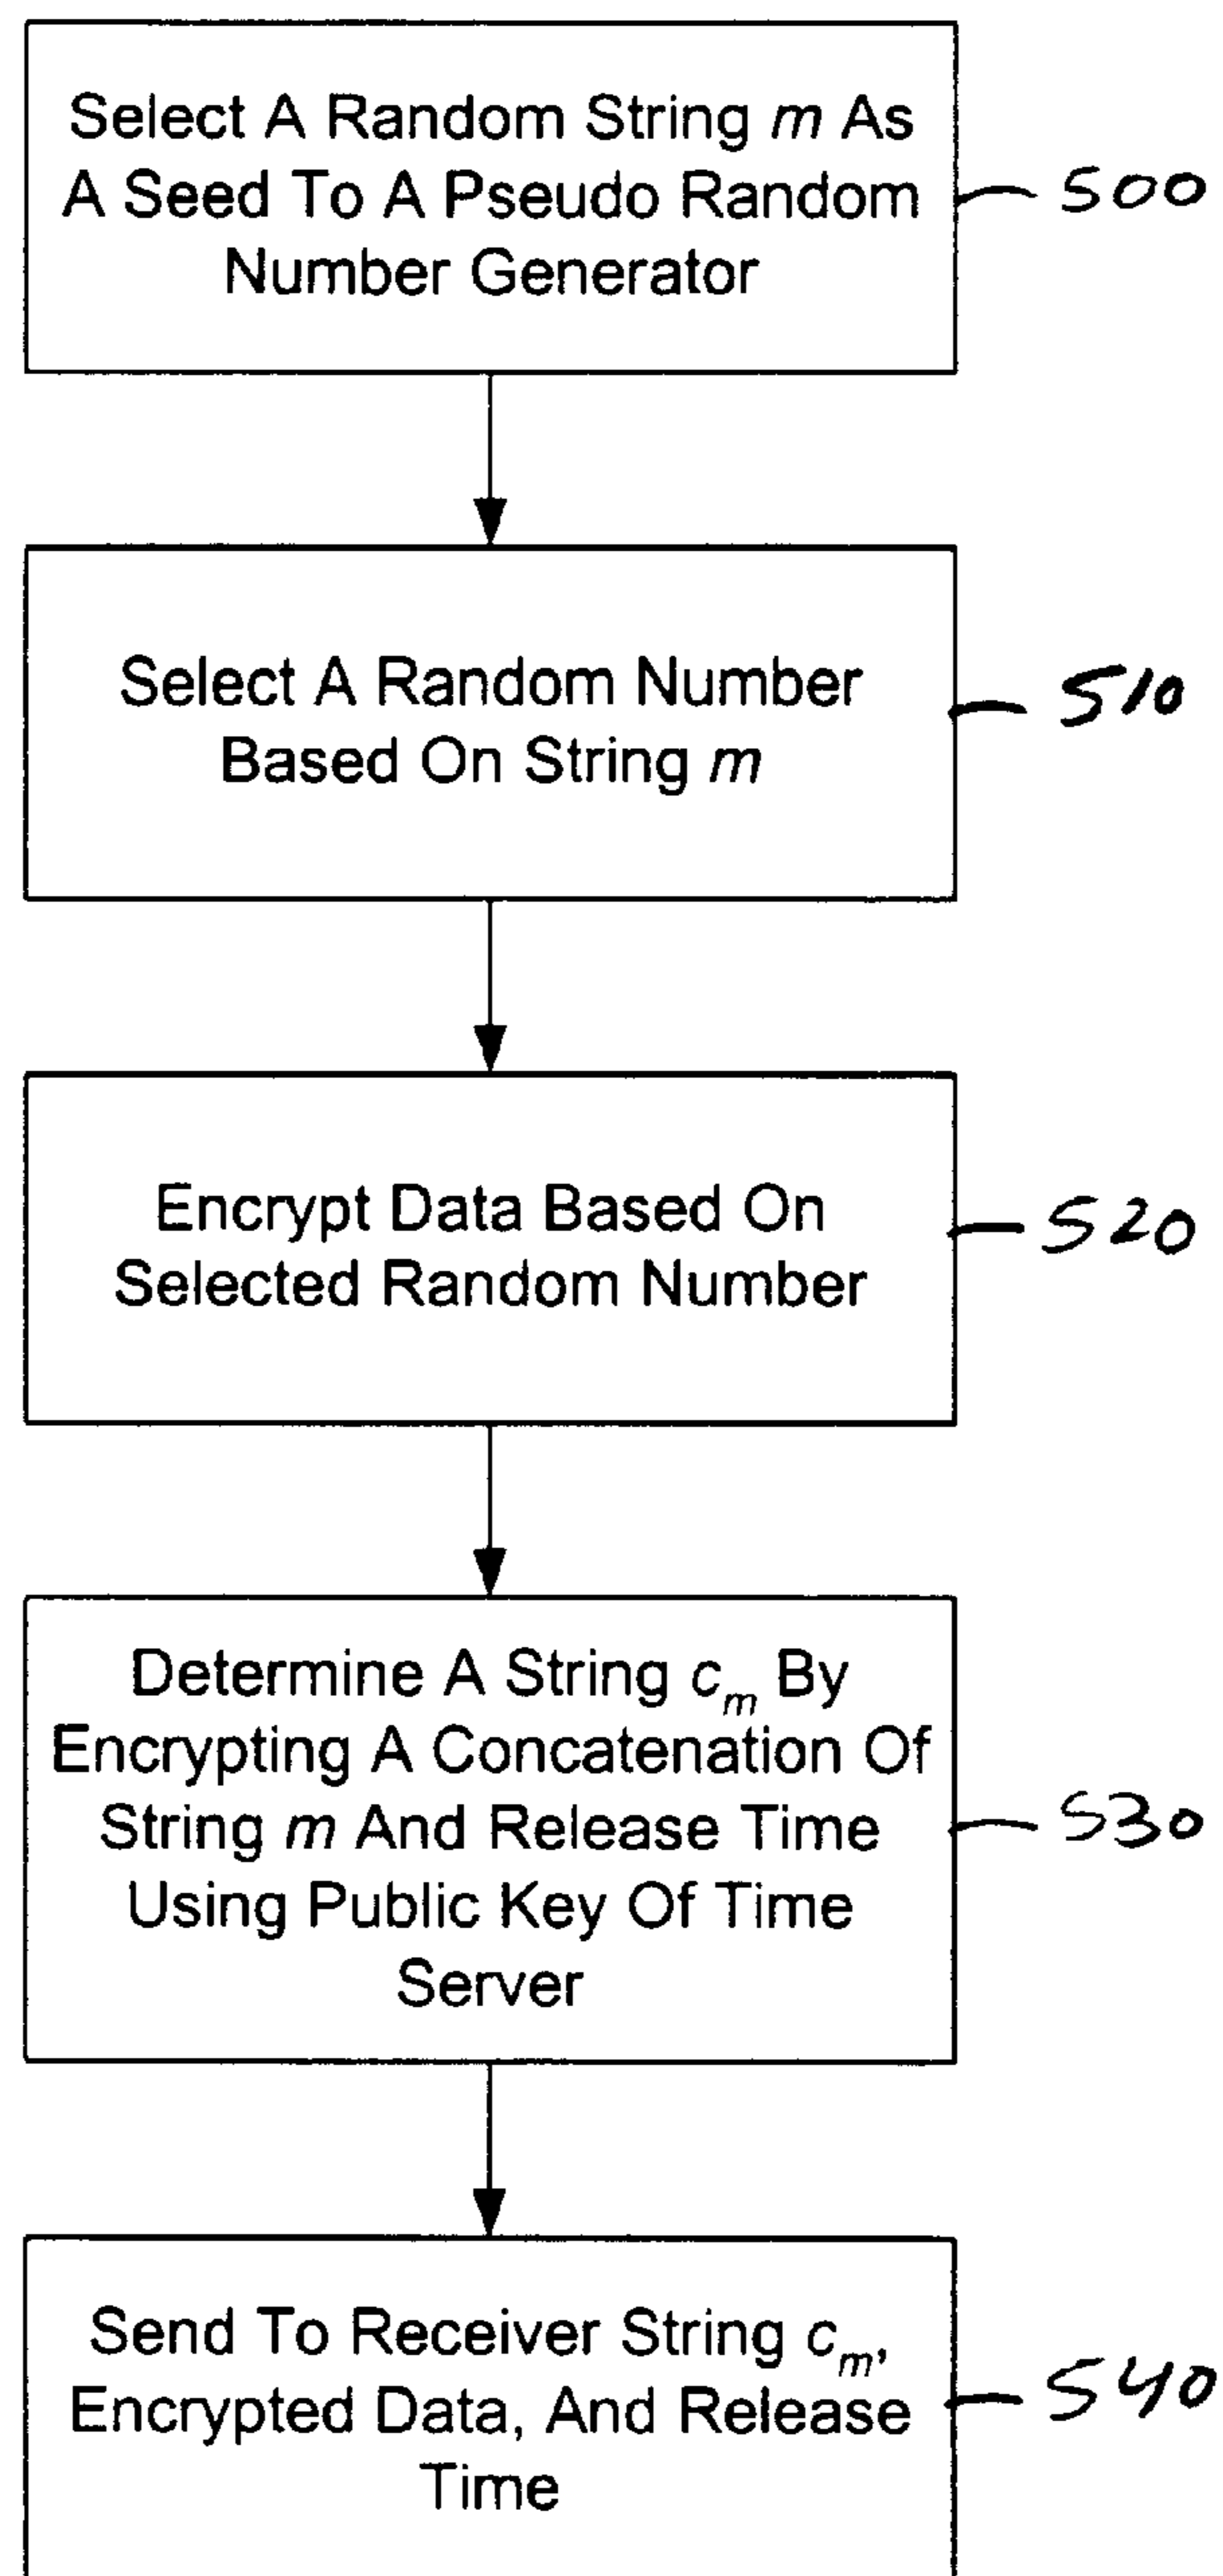 Select A Random String m As
A Seed To A Pseudo Random
Number Generator
500
Select A Random Number
Based On String m
510
Encrypt Data Based On
Selected Random Number
520
Determine A String cm By
Encrypting A Concatenation Of
String m And Release Time
Using Public Key Of Time
Server
530
Send To Receiver String cm,
Encrypted Data, And Release
Time
540